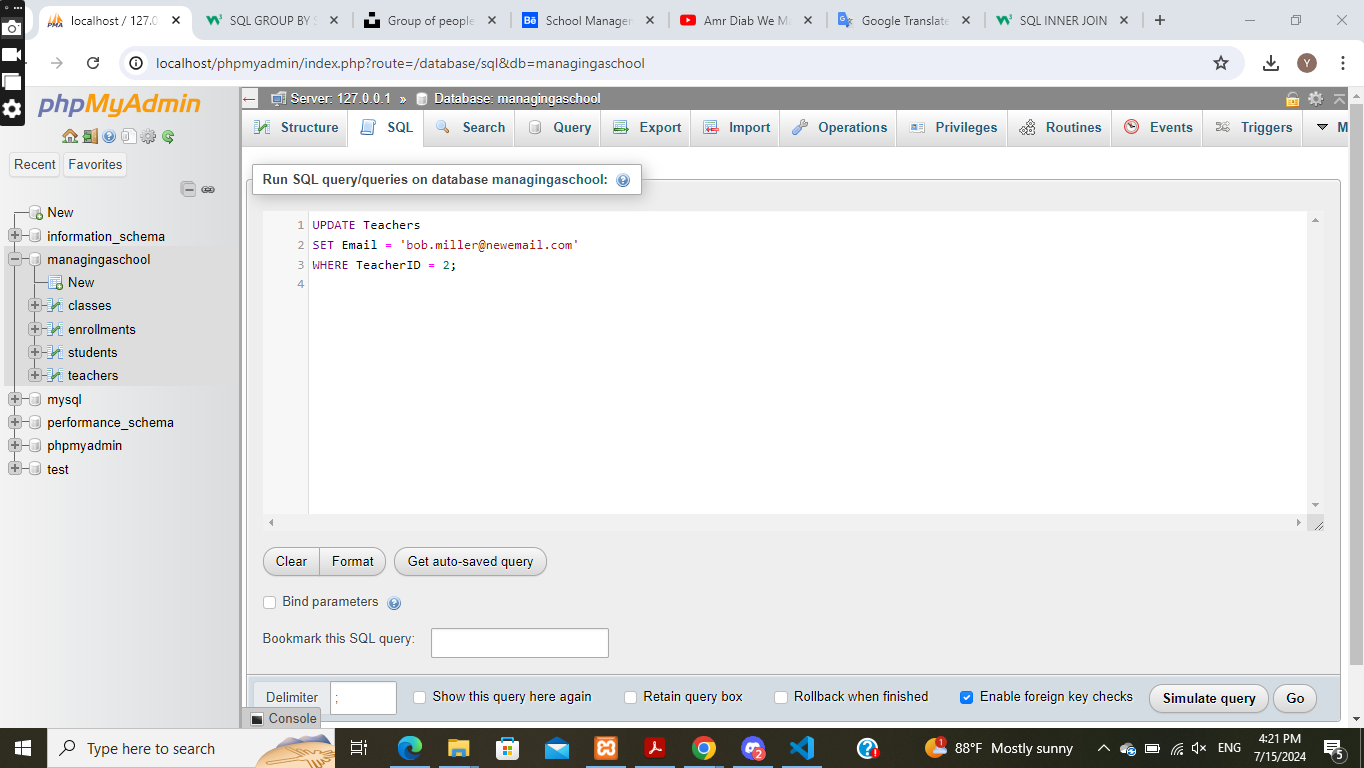 localhost / 127.0
SQL GROUP BY S
Group of people
School Manager
Amr Diab We Ma
Google Translate
SQL INNER JOIN
localhost/phpmyadmin/index.php?route=/database/sql&db=managingaschool
Y
phpMyAdmin
Recent
Favorites
New
information_schema
managingaschool
New
classes
enrollments
students
teachers
mysql
performance_schema
phpmyadmin
test
Server: 127.0.0.1 » Database: managingaschool
Structure
SQL
Search
Query
Export
Import
Operations
Privileges
Routines
Events
Triggers
M
Run SQL query/queries on database managingaschool:
1 UPDATE Teachers
2 SET Email = 'bob.miller@newemail.com'
3 WHERE TeacherID = 2;
4
Clear
Format
Get auto-saved query
Bind parameters
Bookmark this SQL query:
Delimiter
;
Show this query here again
Retain query box
Rollback when finished
Enable foreign key checks
Simulate query
Go
Console
Type here to search
2
1
88°F Mostly sunny
ENG
4:21 PM
7/15/2024
5